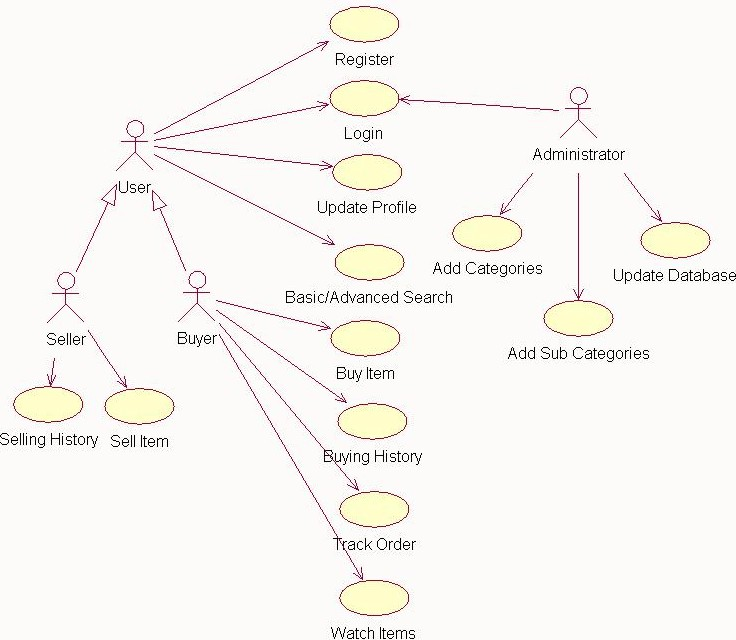 Register
Login
Administrator
User
Update Profile
Add Categories
Update Database
Basic/Advanced Search
Seller
Buyer
Add Sub Categories
Buy Item
Selling History
Sell Item
Buying History
Track Order
Watch Items